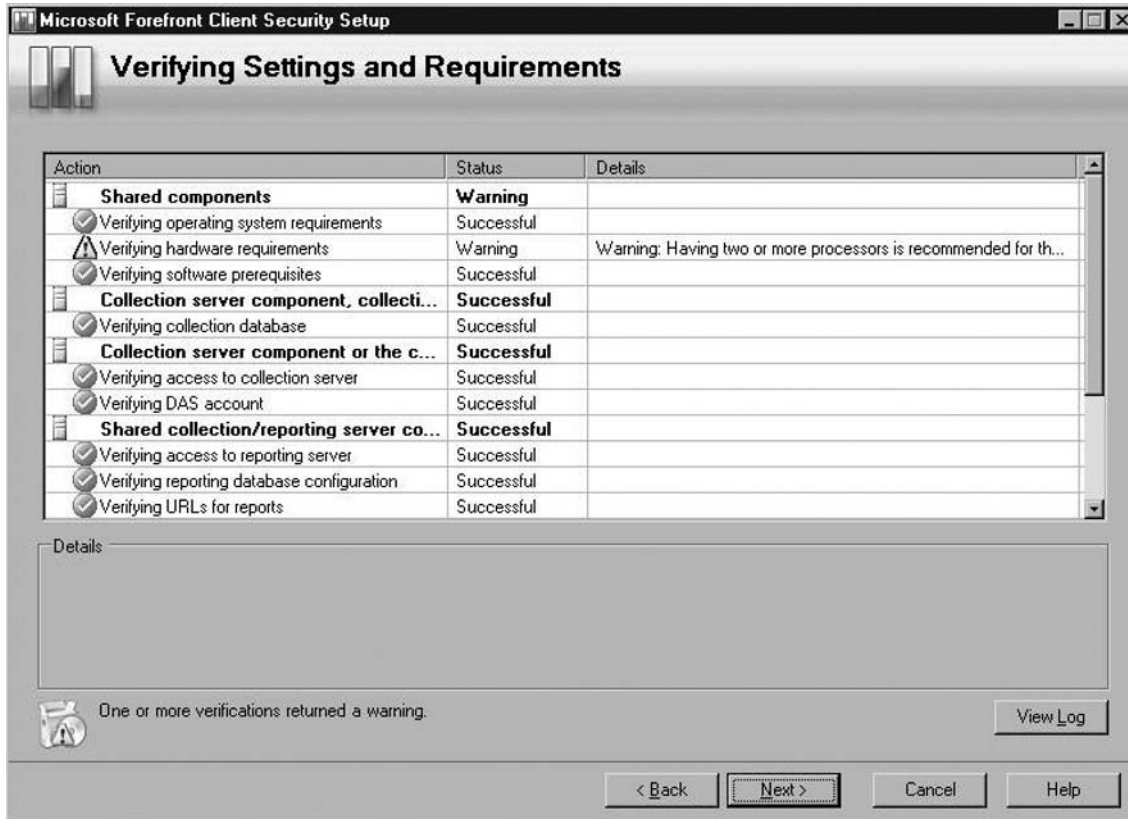 Microsoft Forefront Client Security Setup
Verifying Settings and Requirements
Action Status Details
Shared components Warning
Verifying operating system requirements Successful
Verifying hardware requirements Warning Warning: Having two or more processors is recommended for th...
Verifying software prerequisites Successful
Collection server component, collecti... Successful
Verifying collection database Successful
Collection server component or the c... Successful
Verifying access to collection server Successful
Verifying DAS account Successful
Shared collection/reporting server co... Successful
Verifying access to reporting server Successful
Verifying reporting database configuration Successful
Verifying URLs for reports Successful
Details
One or more verifications returned a warning.
View Log
< Back Next > Cancel Help